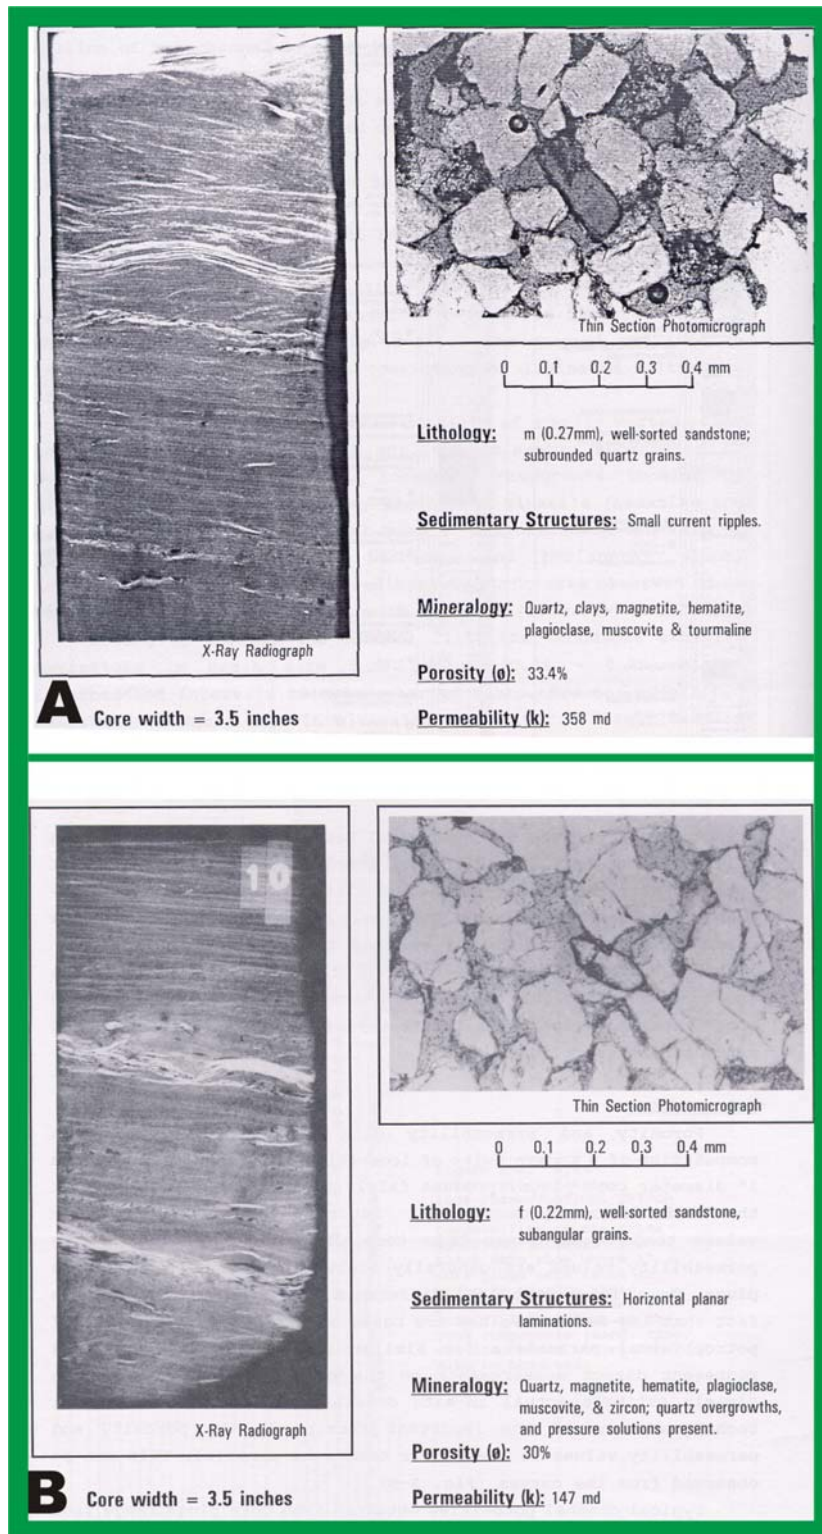 Thin Section Photomicrograph
0 0.1 0.2 0.3 0.4 mm
Lithology: m (0.27mm), well-sorted sandstone;
subrounded quartz grains.
Sedimentary Structures: Small current ripples.
Mineralogy: Quartz, clays, magnetite, hematite,
plagioclase, muscovite & tourmaline
X-Ray Radiograph
Porosity (ø): 33.4%
A Core width = 3.5 inches
Permeability (k): 358 md
10
Thin Section Photomicrograph
0 0.1 0.2 0.3 0.4 mm
Lithology: f (0.22mm), well-sorted sandstone,
subangular grains.
Sedimentary Structures: Horizontal planar
laminations.
Mineralogy: Quartz, magnetite, hematite, plagioclase,
muscovite, & zircon; quartz overgrowths,
and pressure solutions present.
X-Ray Radiograph
Porosity (ø): 30%
B Core width = 3.5 inches
Permeability (k): 147 md